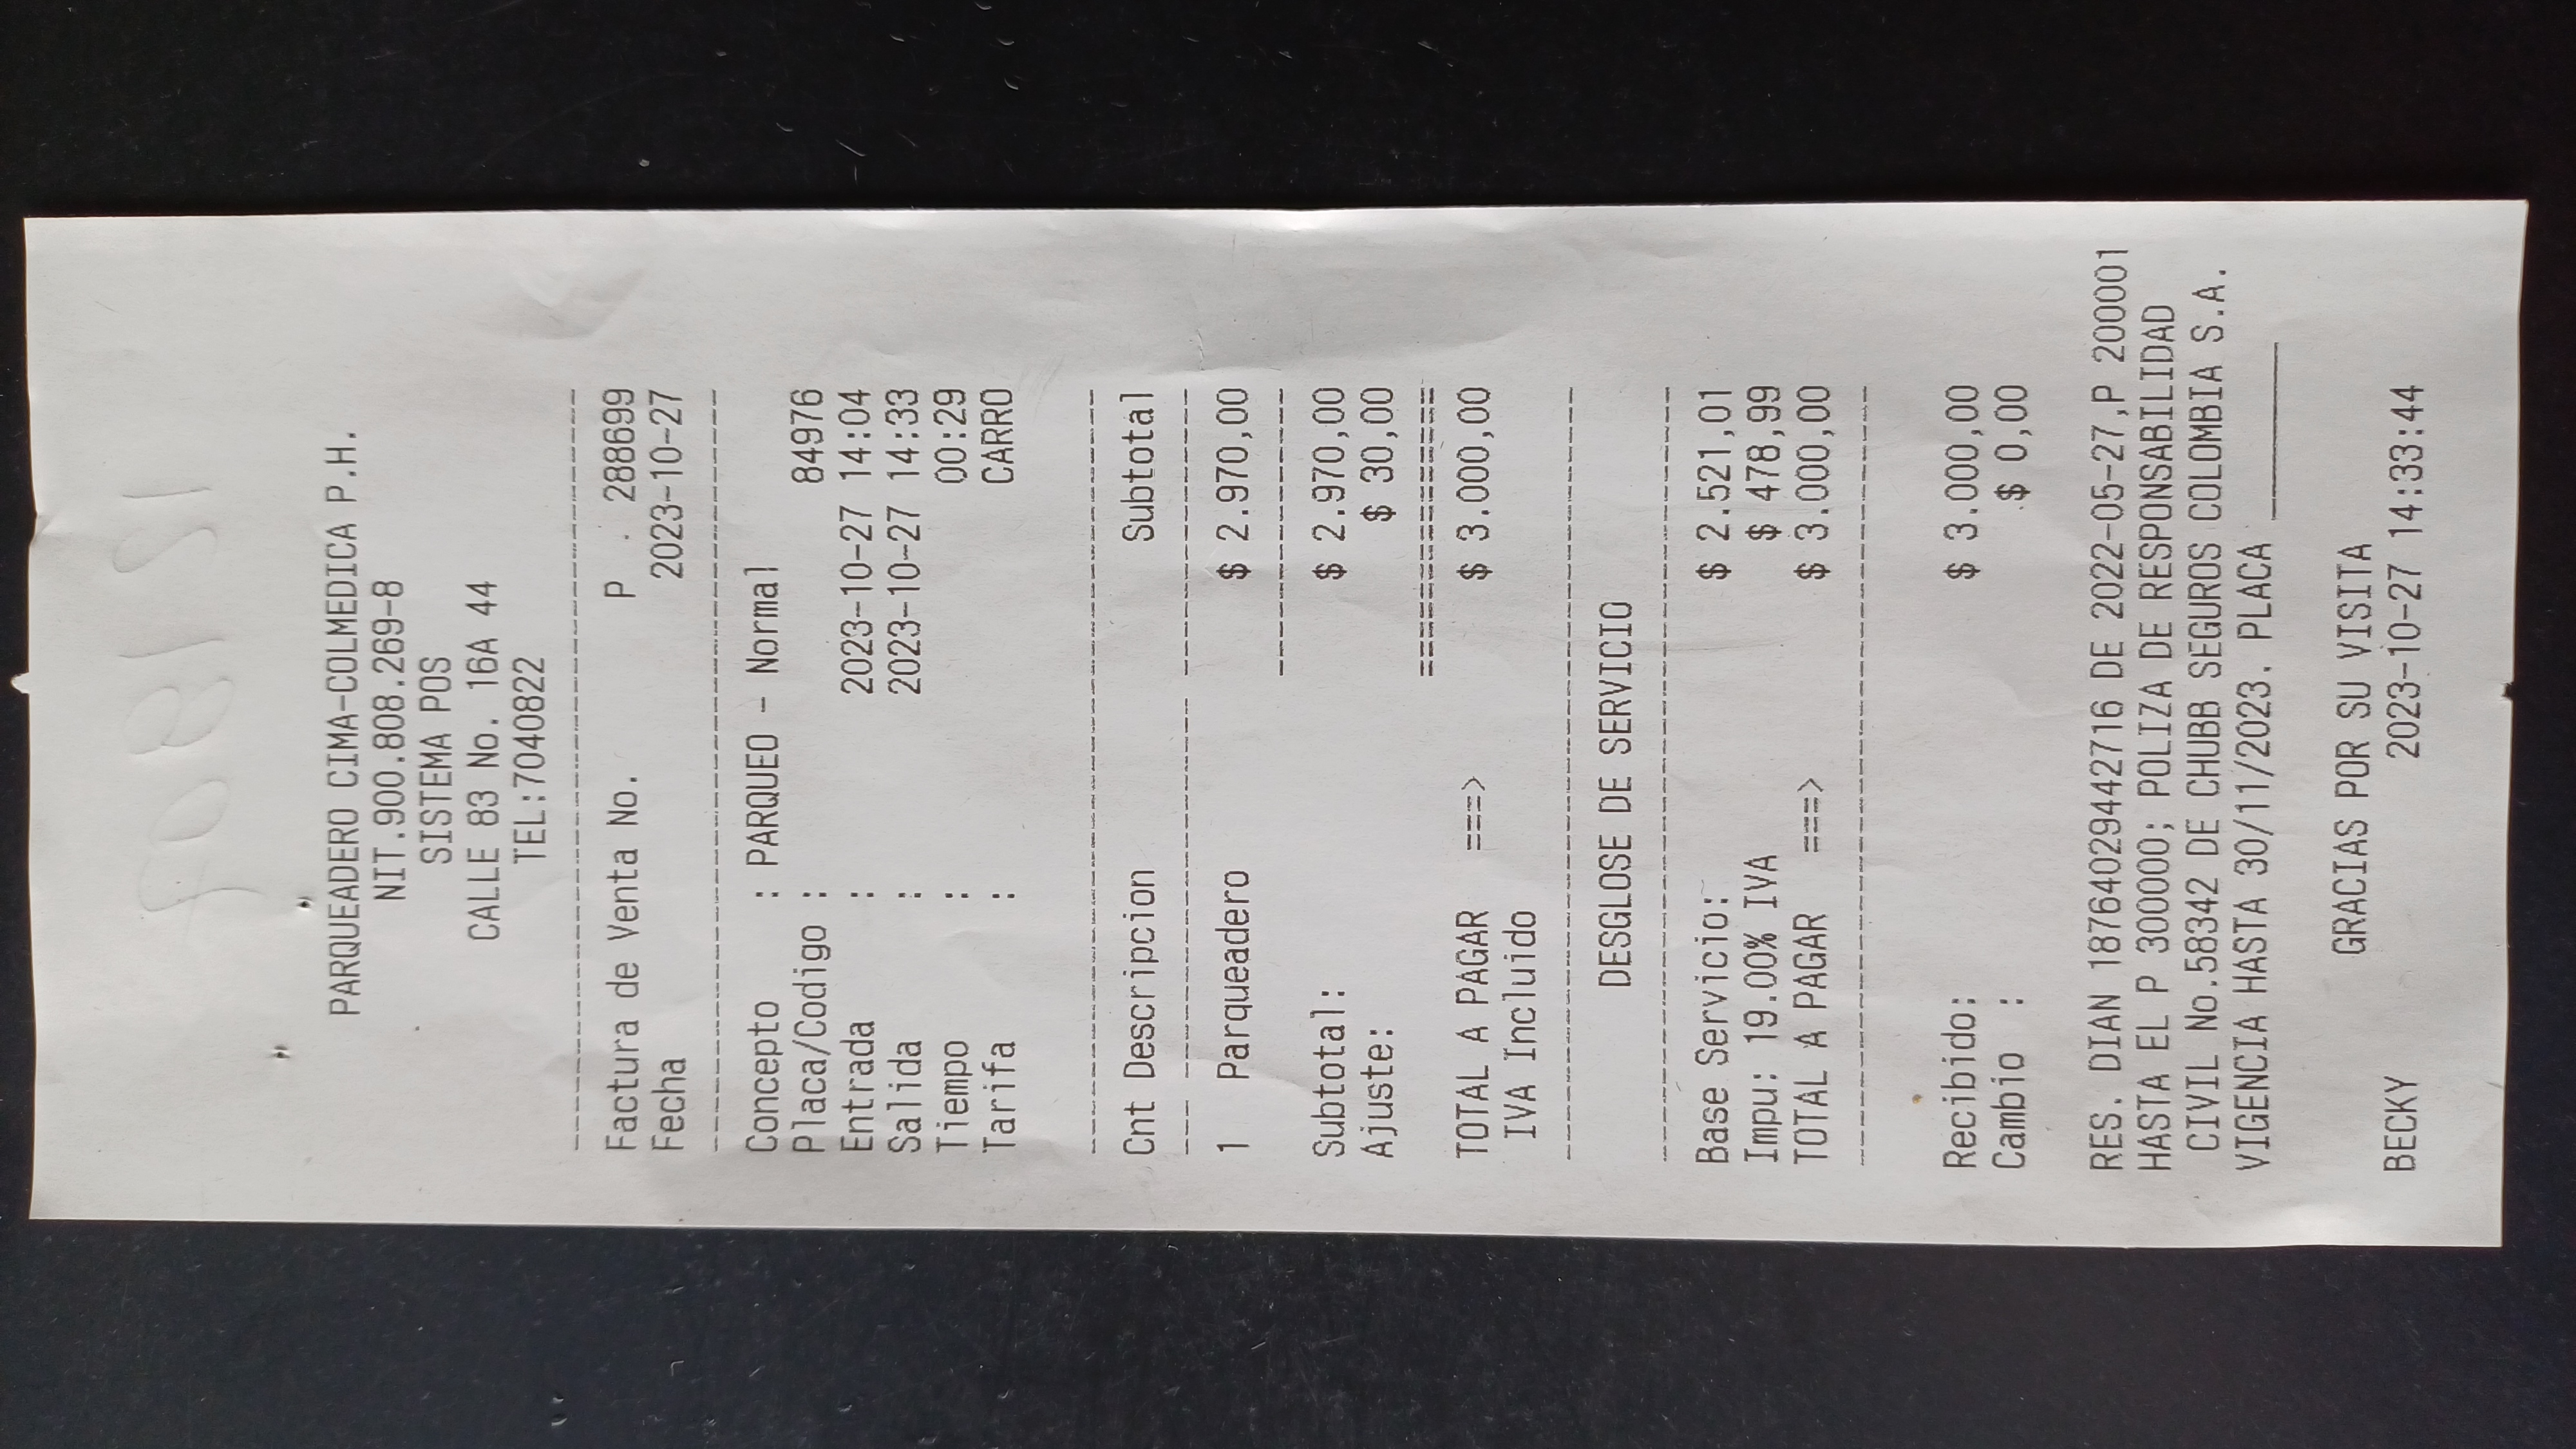 PARQUEADERO CIMA-COLMEDICA P.H.
NIT.900.808.269-8
SISTEMA POS
CALLE 83 No. 16A 44
TEL:7040822
Factura de Venta No. P . 288699
Fecha 2023-10-27
Concepto : PARQUEO - Normal
Placa/Codigo : 84976
Entrada : 2023-10-27 14:04
Salida : 2023-10-27 14:33
Tiempo : 00:29
Tarifa : CARRO
Cnt Descripcion Subtotal
1 Parqueadero $ 2.970,00
Subtotal: $ 2.970,00
Ajuste: $ 30,00
TOTAL A PAGAR ===> $ 3.000,00
IVA Incluido
DESGLOSE DE SERVICIO
Base Servicio: $ 2.521,01
Impu: 19.00% IVA $ 478,99
TOTAL A PAGAR ===> $ 3.000,00
Recibido: $ 3.000,00
Cambio : $ 0,00
RES. DIAN 18764029442716 DE 2022-05-27,P 200001
HASTA EL P 300000; POLIZA DE RESPONSABILIDAD
CIVIL No.58342 DE CHUBB SEGUROS COLOMBIA S.A.
VIGENCIA HASTA 30/11/2023. PLACA ________
GRACIAS POR SU VISITA
BECKY 2023-10-27 14:33:44